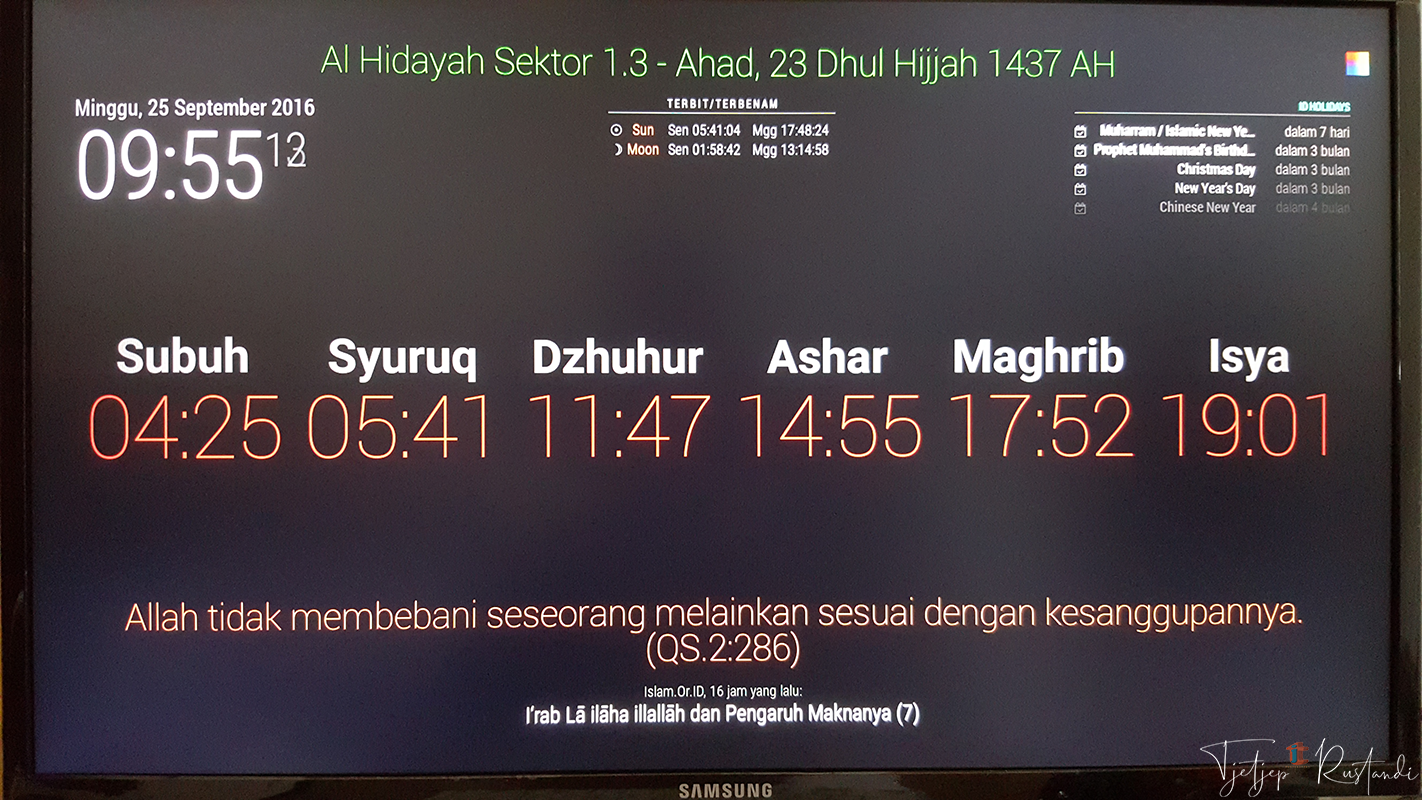 Al Hidayah Sektor 1.3 - Ahad, 23 Dhul Hijjah 1437 AH
Minggu, 25 September 2016
09:55
TERBIT/TERBENAM
Sun Sen 05:41:04 Mgg 17:48:24
Moon Sen 01:58:42 Mgg 13:14:58
ID HOLIDAYS
Muharram / Islamic New Ye... dalam 7 hari
Prophet Muhammad's Birthd... dalam 3 bulan
Christmas Day dalam 3 bulan
New Year's Day dalam 3 bulan
Chinese New Year dalam 4 bulan
Subuh Syuruq Dzhuhur Ashar Maghrib Isya
04:25 05:41 11:47 14:55 17:52 19:01
Allah tidak membebani seseorang melainkan sesuai dengan kesanggupannya.
(QS.2:286)
Islam.Or.ID, 16 jam yang lalu:
I'rab Lā ilāha illallāh dan Pengaruh Maknanya (7)
SAMSUNG
Tjetjep Rustandi